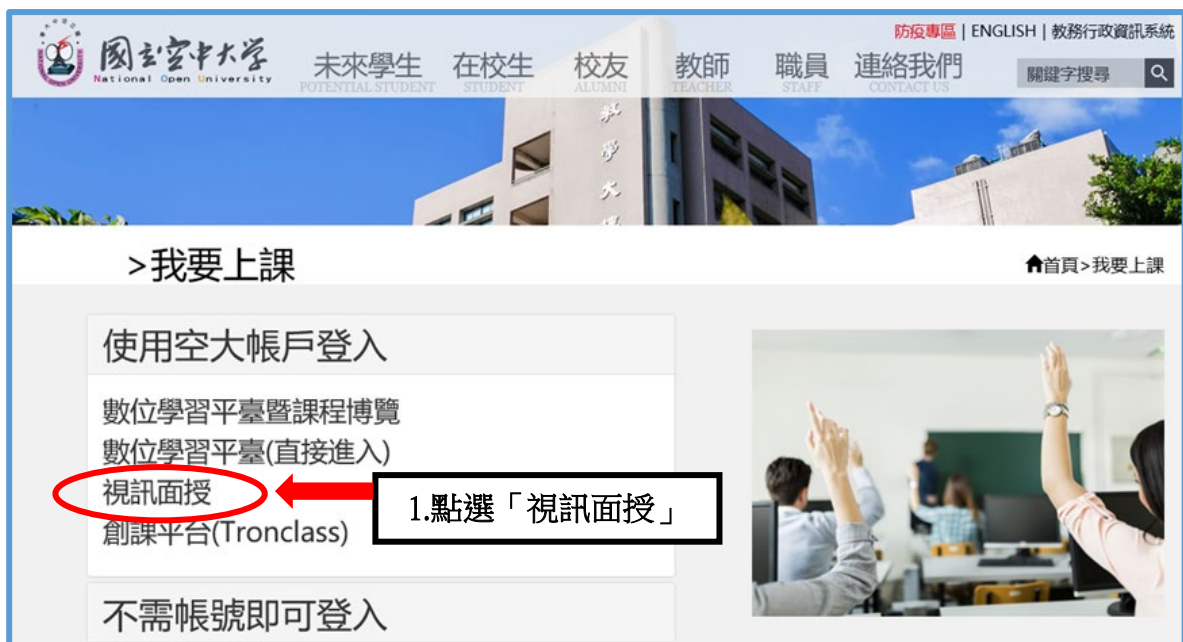 防疫專區 | ENGLISH | 教務行政資訊系統
國立空中大学
National Open University
未來學生 在校生 校友 教師 職員 連絡我們
POTENTIAL STUDENT STUDENT ALUMNI TEACHER STAFF CONTACT US
關鍵字搜尋
教
學
大
樓
>我要上課
首頁>我要上課
使用空大帳戶登入
數位學習平臺暨課程博覽
數位學習平臺(直接進入)
視訊面授
1.點選「視訊面授」
創課平台(Tronclass)
不需帳號即可登入